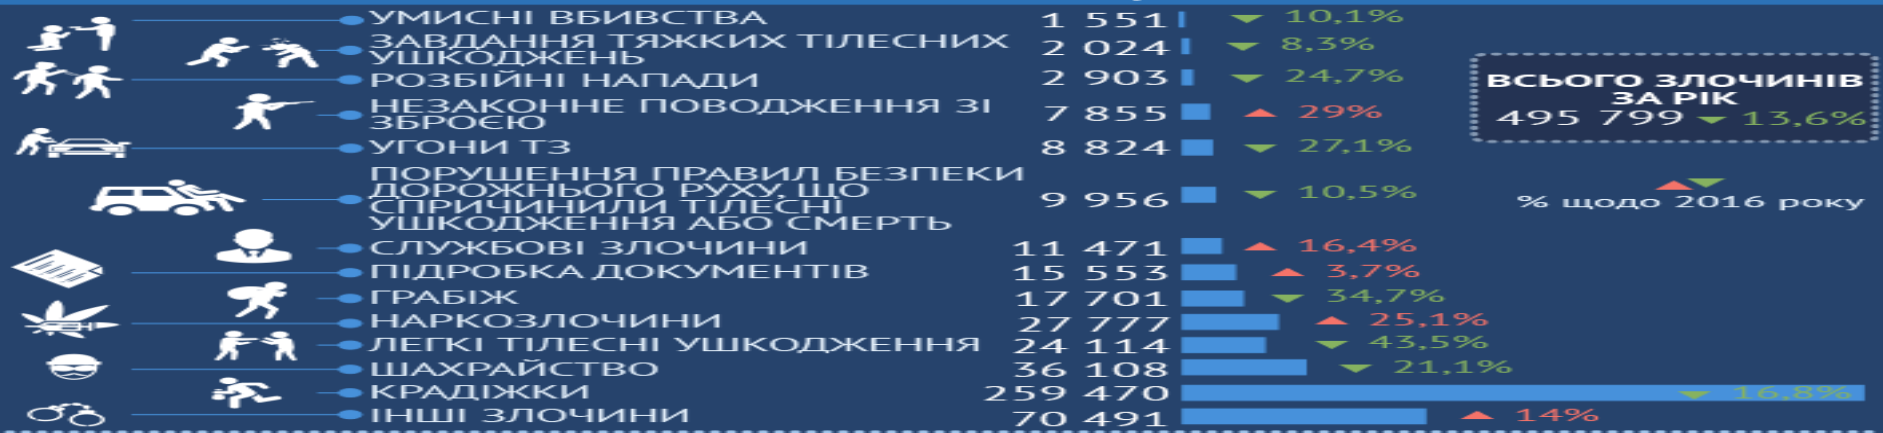 УМИСНІ ВБИВСТВА 1 551 10,1%
ЗАВДАННЯ ТЯЖКИХ ТІЛЕСНИХ
УШКОДЖЕНЬ 2 024 8,3%
РОЗБІЙНІ НАПАДИ 2 903 24,7%
НЕЗАКОННЕ ПОВОДЖЕННЯ ЗІ
ЗБРОЄЮ 7 855 29%
УГОНИ ТЗ 8 824 27,1%
ПОРУШЕННЯ ПРАВИЛ БЕЗПЕКИ
ДОРОЖНЬОГО РУХУ, ЩО
СПРИЧИНИЛИ ТІЛЕСНІ
УШКОДЖЕННЯ АБО СМЕРТЬ 9 956 10,5%
СЛУЖБОВІ ЗЛОЧИНИ 11 471 16,4%
ПІДРОБКА ДОКУМЕНТІВ 15 553 3,7%
ГРАБІЖ 17 701 34,7%
НАРКОЗЛОЧИНИ 27 777 25,1%
ЛЕГКІ ТІЛЕСНІ УШКОДЖЕННЯ 24 114 43,5%
ШАХРАЙСТВО 36 108 21,1%
КРАДІЖКИ 259 470 16,8%
ІНШІ ЗЛОЧИНИ 70 491 14%
ВСЬОГО ЗЛОЧИНІВ
ЗА РІК
495 799 13,6%
% щодо 2016 року